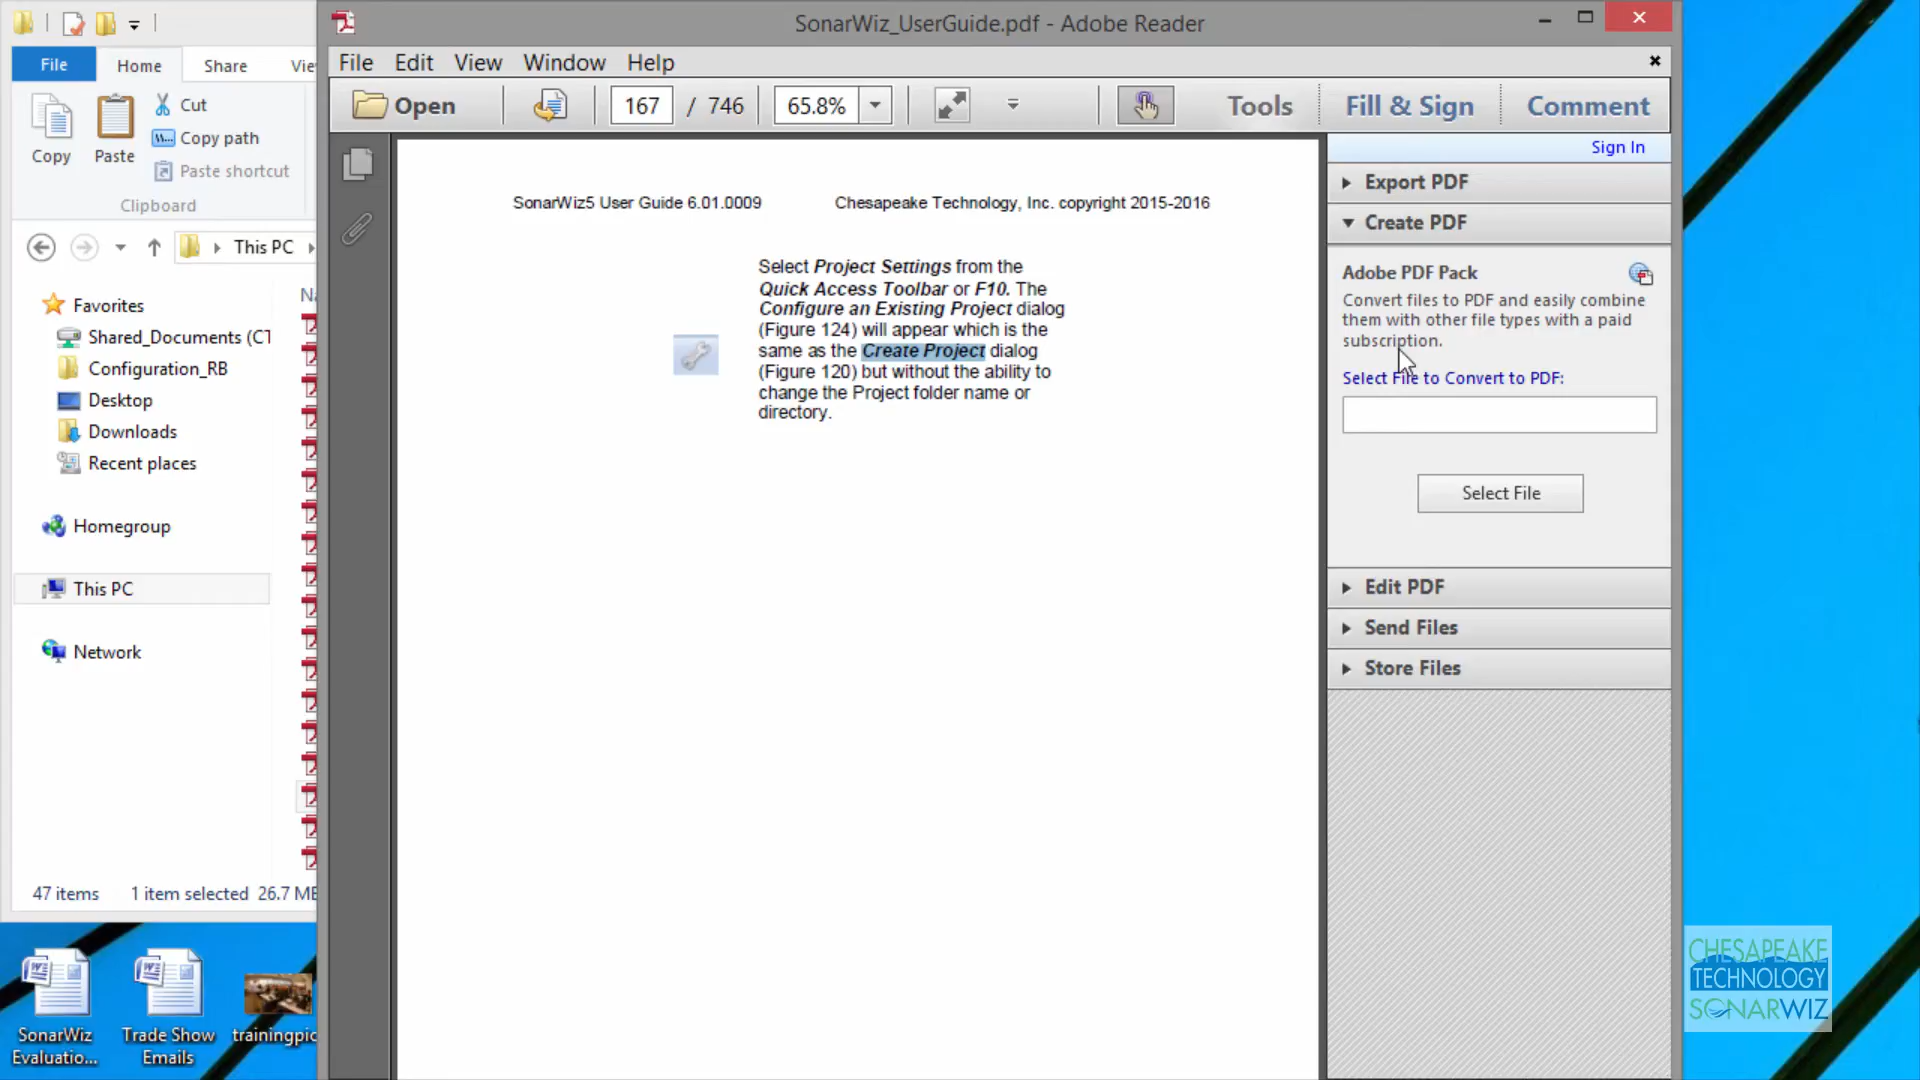 SonarWiz_UserGuide.pdf - Adobe Reader
File
Home
Share
Vie
Cut
Copy path
Paste shortcut
Copy
Paste
Clipboard
This PC
Favorites
Shared_Documents (CT
Configuration_RB
Desktop
Downloads
Recent places
Homegroup
This PC
Network
47 items 1 item selected 26.7 MB
SonarWiz
Evaluatio...
Trade Show
Emails
trainingpic
File Edit View Window Help
Open
167 / 746
65.8%
Tools
Fill & Sign
Comment
SonarWiz5 User Guide 6.01.0009
Chesapeake Technology, Inc. copyright 2015-2016
Select Project Settings from the
Quick Access Toolbar or F10. The
Configure an Existing Project dialog
(Figure 124) will appear which is the
same as the Create Project dialog
(Figure 120) but without the ability to
change the Project folder name or
directory.
Sign In
Export PDF
Create PDF
Adobe PDF Pack
Convert files to PDF and easily combine
them with other file types with a paid
subscription.
Select File to Convert to PDF:
Select File
Edit PDF
Send Files
Store Files
CHESAPEAKE
TECHNOLOGY
SONARWIZ